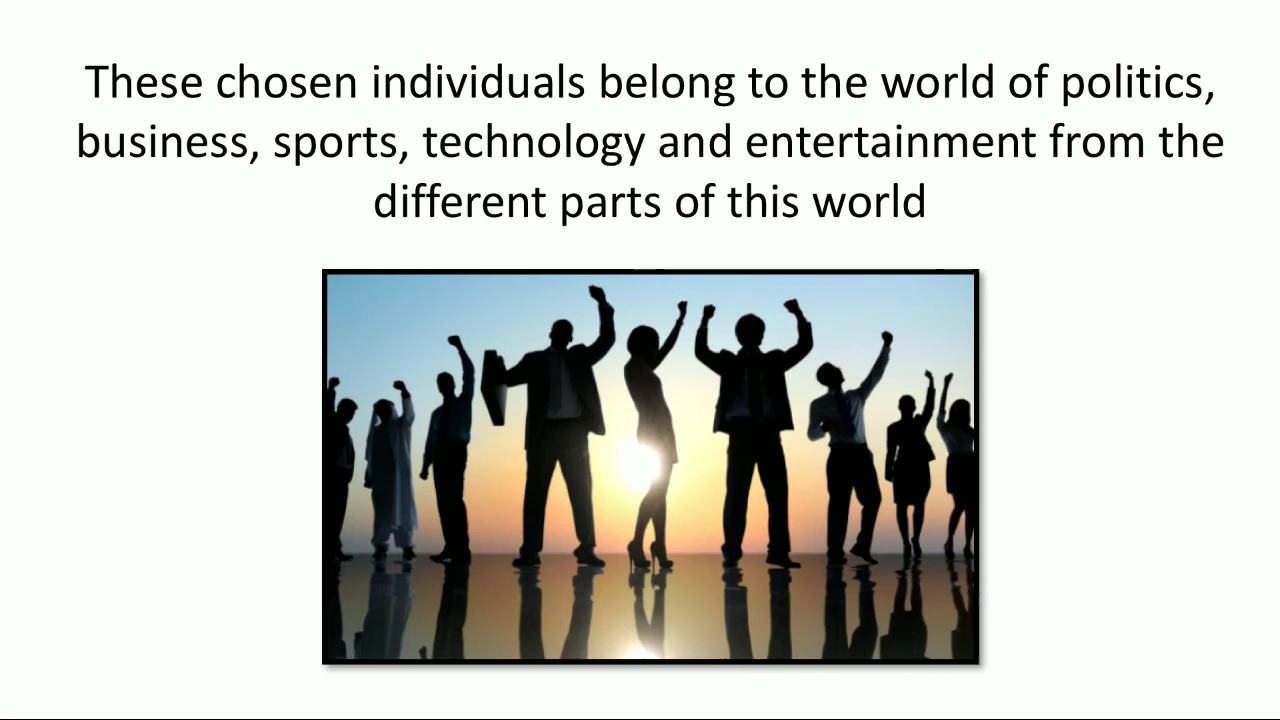 These chosen individuals belong to the world of politics,
business, sports, technology and entertainment from the
different parts of this world